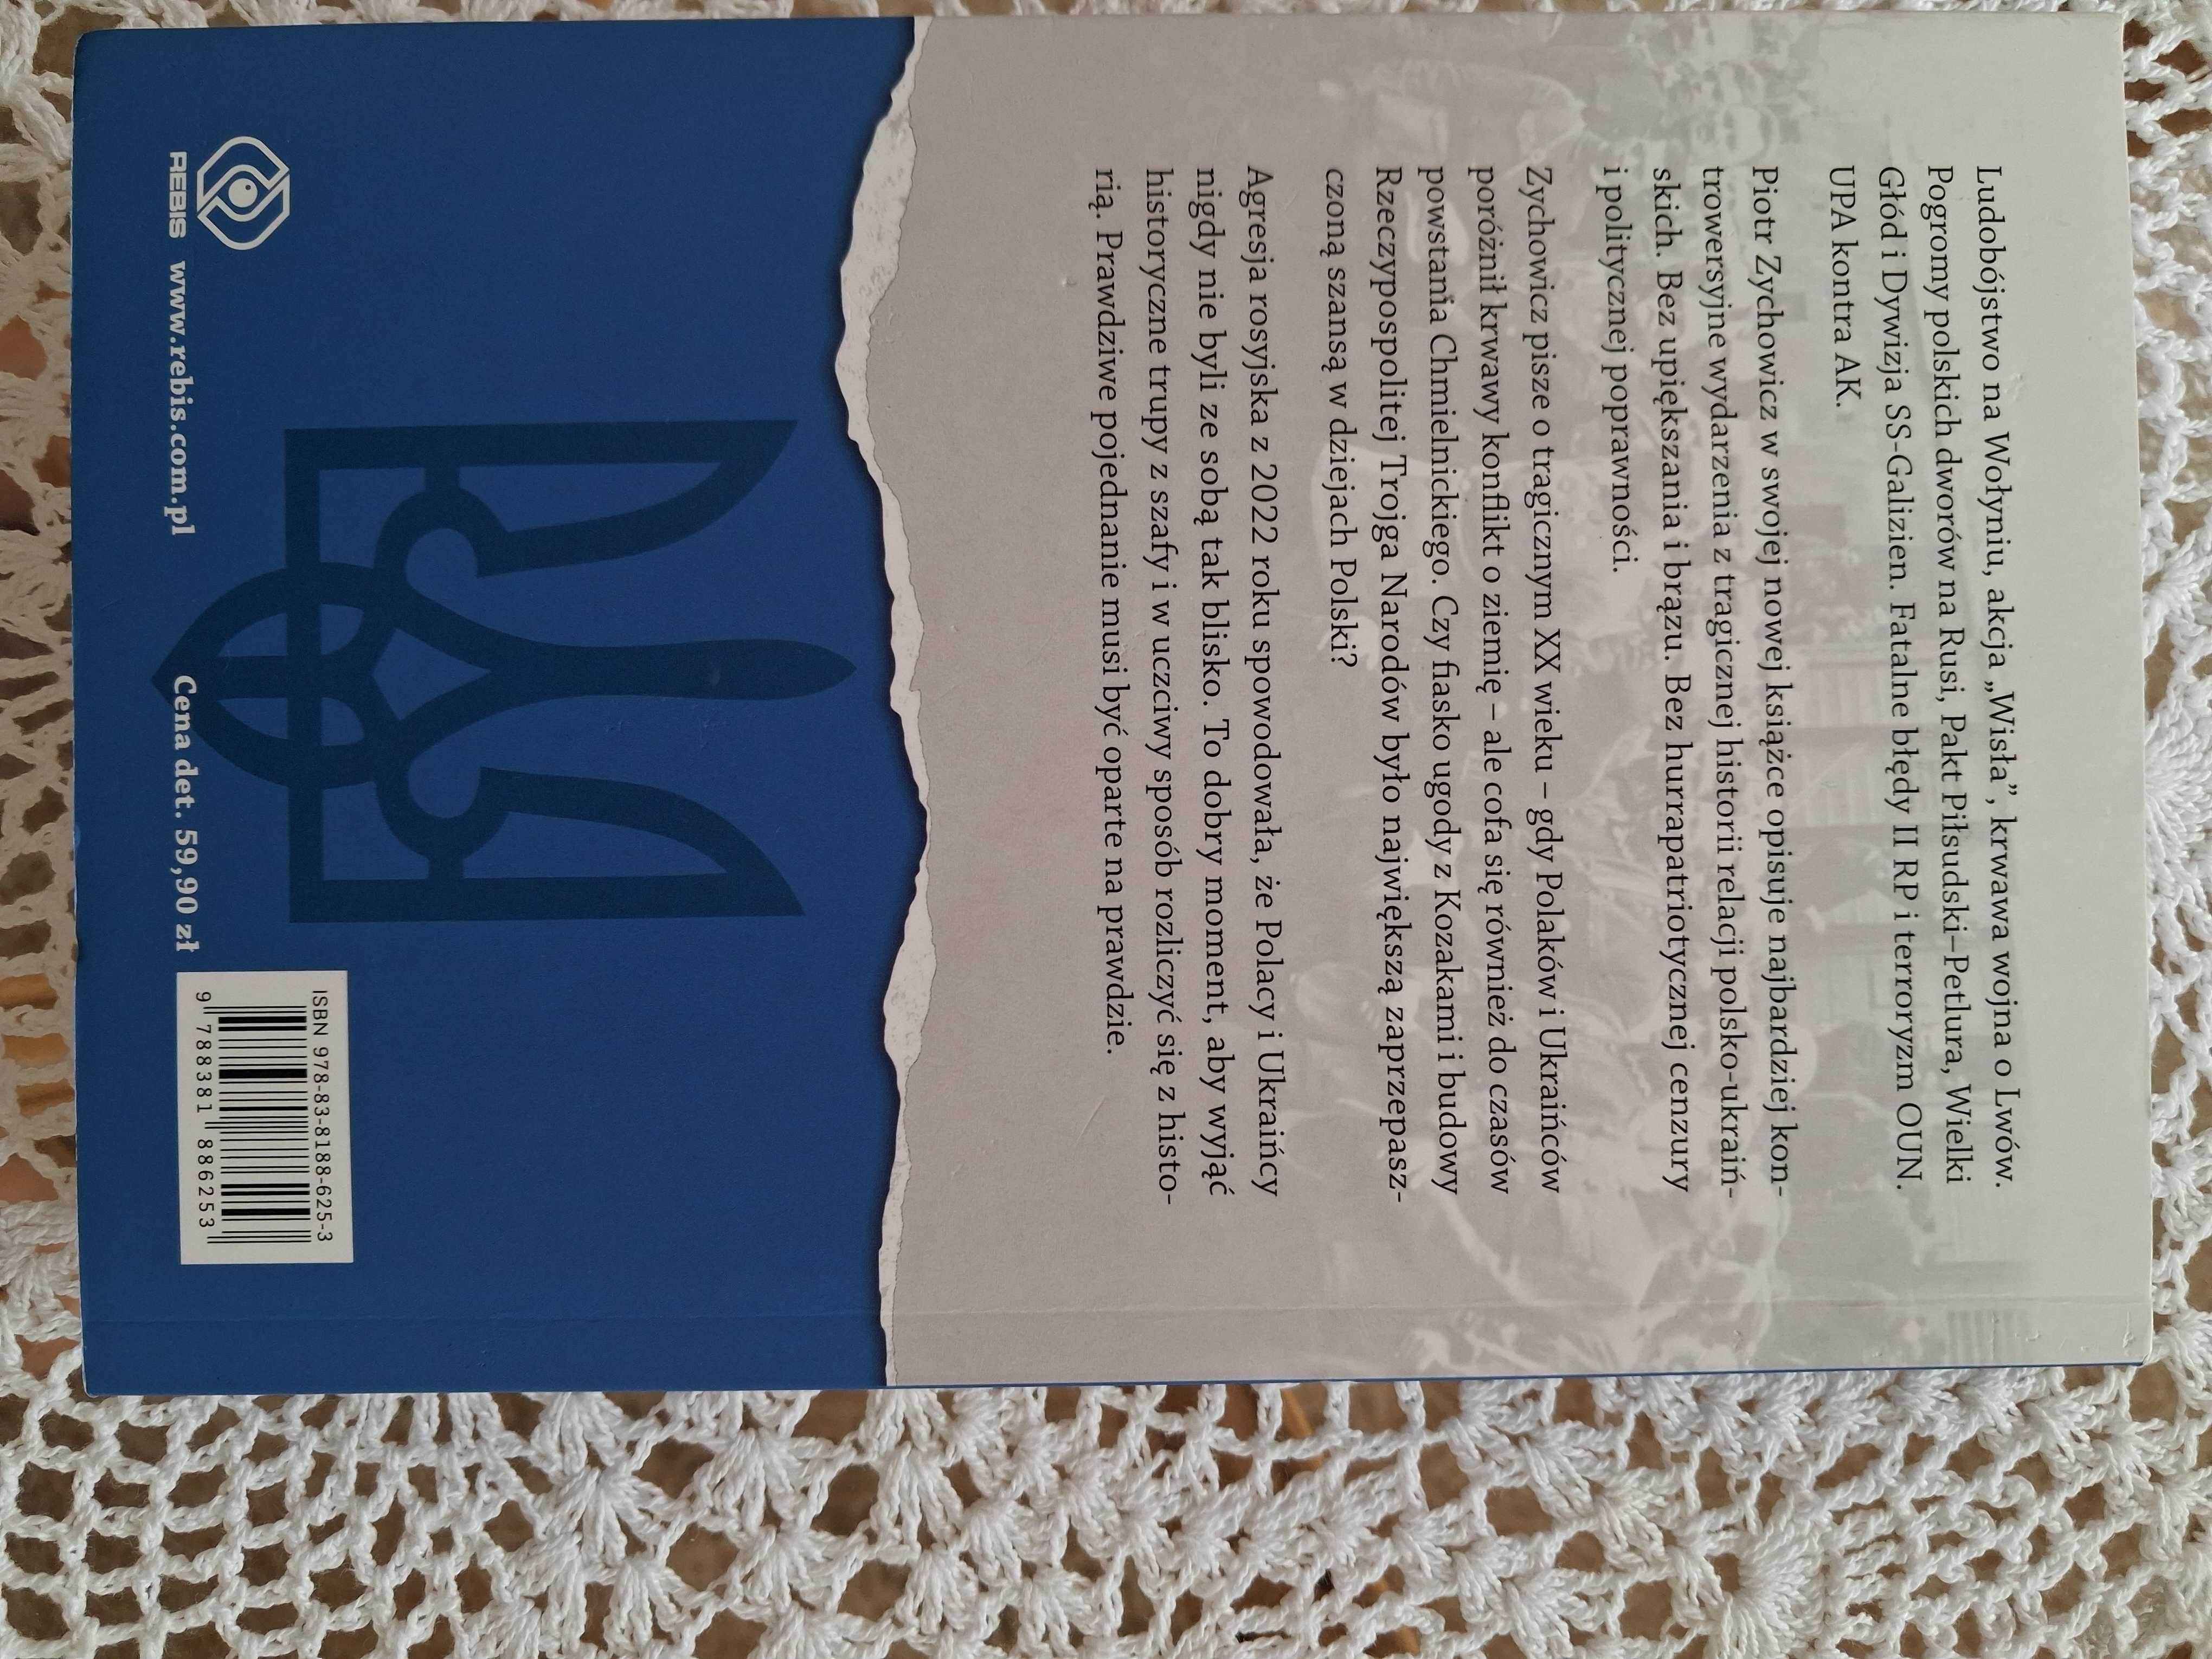 Ludobójstwo na Wołyniu, akcja „Wisła”, krwawa wojna o Lwów.
Pogromy polskich dworów na Rusi, Pakt Piłsudski–Petlura, Wielki
Głód i Dywizja SS-Galizien. Fatalne błędy II RP i terroryzm OUN.
UPA kontra AK.
Piotr Zychowicz w swojej nowej książce opisuje najbardziej kon-
trowersyjne wydarzenia z tragicznej historii relacji polsko-ukraiń-
skich. Bez upiększania i brązu. Bez hurrapatriotycznej cenzury
i politycznej poprawności.
Zychowicz pisze o tragicznym XX wieku – gdy Polaków i Ukraińców
poróżnił krwawy konflikt o ziemię – ale cofa się również do czasów
powstania Chmielnickiego. Czy fiasko ugody z Kozakami i budowy
Rzeczypospolitej Trojga Narodów było największą zaprzepasz-
czoną szansą w dziejach Polski?
Agresja rosyjska z 2022 roku spowodowała, że Polacy i Ukraińcy
nigdy nie byli ze sobą tak blisko. To dobry moment, aby wyjąć
historyczne trupy z szafy i w uczciwy sposób rozliczyć się z histo-
rią. Prawdziwe pojednanie musi być oparte na prawdzie.
REBIS www.rebis.com.pl
Cena det. 59,90 zł
ISBN 978-83-8188-625-3
9 788381 886253